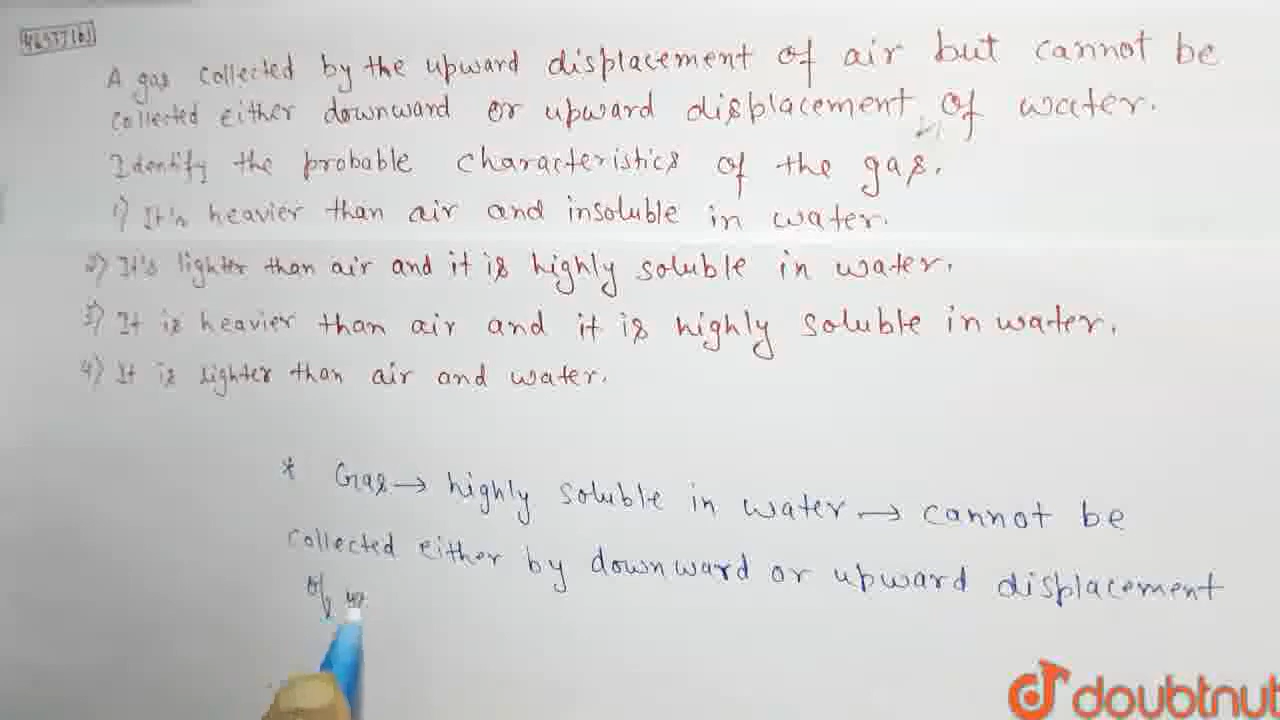 A gas collected by the upward displacement of air but cannot be
collected either downward or upward displacement of water.
Identify the probable characteristics of the gas.
1) It's heavier than air and insoluble in water.
2) It's lighter than air and it is highly soluble in water.
3) It is heavier than air and it is highly soluble in water.
4) It is lighter than air and water.
* Gas → highly soluble in water → cannot be
collected either by downward or upward displacement
of
doubtnut